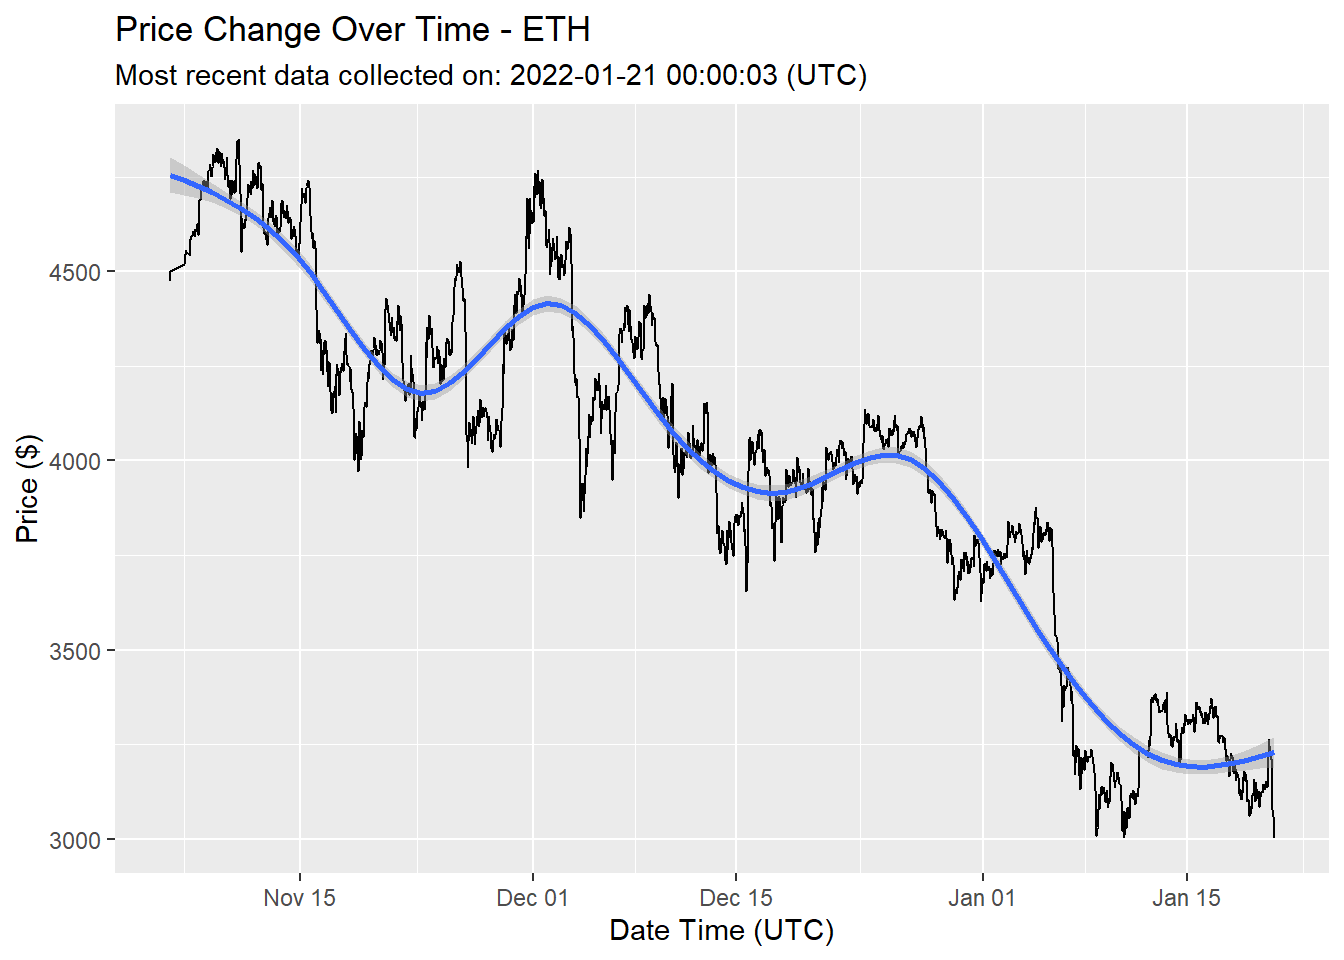 Price Change Over Time - ETH
Most recent data collected on: 2022-01-21 00:00:03 (UTC)
Price ($)
4500
4000
3500
3000
Nov 15
Dec 01
Dec 15
Jan 01
Jan 15
Date Time (UTC)